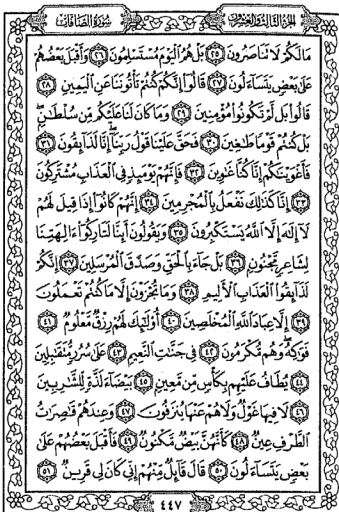 الجزء الثالث والعشرون
سورة الصافات
مَالَكُمْ لَا تَنَاصَرُونَ ٢٥ بَلْ هُمُ الْيَوْمَ مُسْتَسْلِمُونَ ٢٦ وَأَقْبَلَ بَعْضُهُمْ
عَلَى بَعْضٍ يَتَسَاءَلُونَ ٢٧ قَالُوا إِنَّكُمْ كُنْتُمْ تَأْتُونَنَا عَنِ الْيَمِينِ ٢٨
قَالُوا بَلْ لَمْ تَكُونُوا مُؤْمِنِينَ ٢٩ وَمَا كَانَ لَنَا عَلَيْكُمْ مِنْ سُلْطَانٍ
بَلْ كُنْتُمْ قَوْمًا طَاغِينَ ٣٠ فَحَقَّ عَلَيْنَا قَوْلُ رَبِّنَا إِنَّا لَذَائِقُونَ ٣١
فَأَغْوَيْنَاكُمْ إِنَّا كُنَّا غَاوِينَ ٣٢ فَإِنَّهُمْ يَوْمَئِذٍ فِي الْعَذَابِ مُشْتَرِكُونَ
٣٣ إِنَّا كَذَلِكَ نَفْعَلُ بِالْمُجْرِمِينَ ٣٤ إِنَّهُمْ كَانُوا إِذَا قِيلَ لَهُمْ
لَا إِلَهَ إِلَّا اللَّهُ يَسْتَكْبِرُونَ ٣٥ وَيَقُولُونَ أَئِنَّا لَتَارِكُوا آلِهَتِنَا
لِشَاعِرٍ مَجْنُونٍ ٣٦ بَلْ جَاءَ بِالْحَقِّ وَصَدَّقَ الْمُرْسَلِينَ ٣٧ إِنَّكُمْ
لَذَائِقُوا الْعَذَابِ الْأَلِيمِ ٣٨ وَمَا تُجْزَوْنَ إِلَّا مَا كُنْتُمْ تَعْمَلُونَ
٣٩ إِلَّا عِبَادَ اللَّهِ الْمُخْلَصِينَ ٤٠ أُولَئِكَ لَهُمْ رِزْقٌ مَعْلُومٌ ٤١
فَوَاكِهُ وَهُمْ مُكْرَمُونَ ٤٢ فِي جَنَّاتِ النَّعِيمِ ٤٣ عَلَى سُرُرٍ مُتَقَابِلِينَ
٤٤ يُطَافُ عَلَيْهِمْ بِكَأْسٍ مِنْ مَعِينٍ ٤٥ بَيْضَاءَ لَذَّةٍ لِلشَّارِبِينَ
٤٦ لَا فِيهَا غَوْلٌ وَلَا هُمْ عَنْهَا يُنْزَفُونَ ٤٧ وَعِنْدَهُمْ قَاصِرَاتُ
الطَّرْفِ عِينٌ ٤٨ كَأَنَّهُنَّ بَيْضٌ مَكْنُونٌ ٤٩ فَأَقْبَلَ بَعْضُهُمْ عَلَى
بَعْضٍ يَتَسَاءَلُونَ ٥٠ قَالَ قَائِلٌ مِنْهُمْ إِنِّي كَانَ لِي قَرِينٌ ٥١
٤٤٧